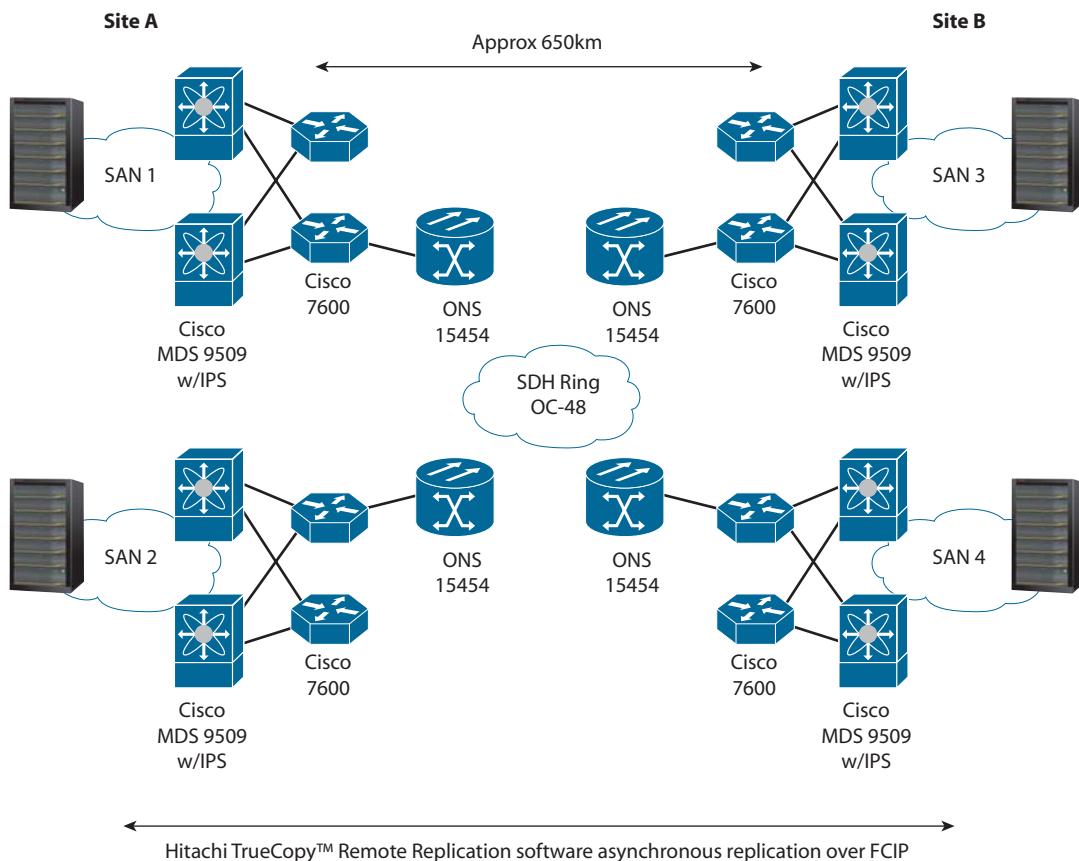 Site A
Site B
Approx 650km
SAN 1
SAN 3
Cisco
7600
ONS
15454
ONS
15454
Cisco
7600
Cisco
MDS 9509
w/IPS
Cisco
MDS 9509
w/IPS
SDH Ring
OC-48
SAN 2
SAN 4
ONS
15454
ONS
15454
Cisco
7600
Cisco
7600
Cisco
MDS 9509
w/IPS
Cisco
MDS 9509
w/IPS
Hitachi TrueCopy™ Remote Replication software asynchronous replication over FCIP